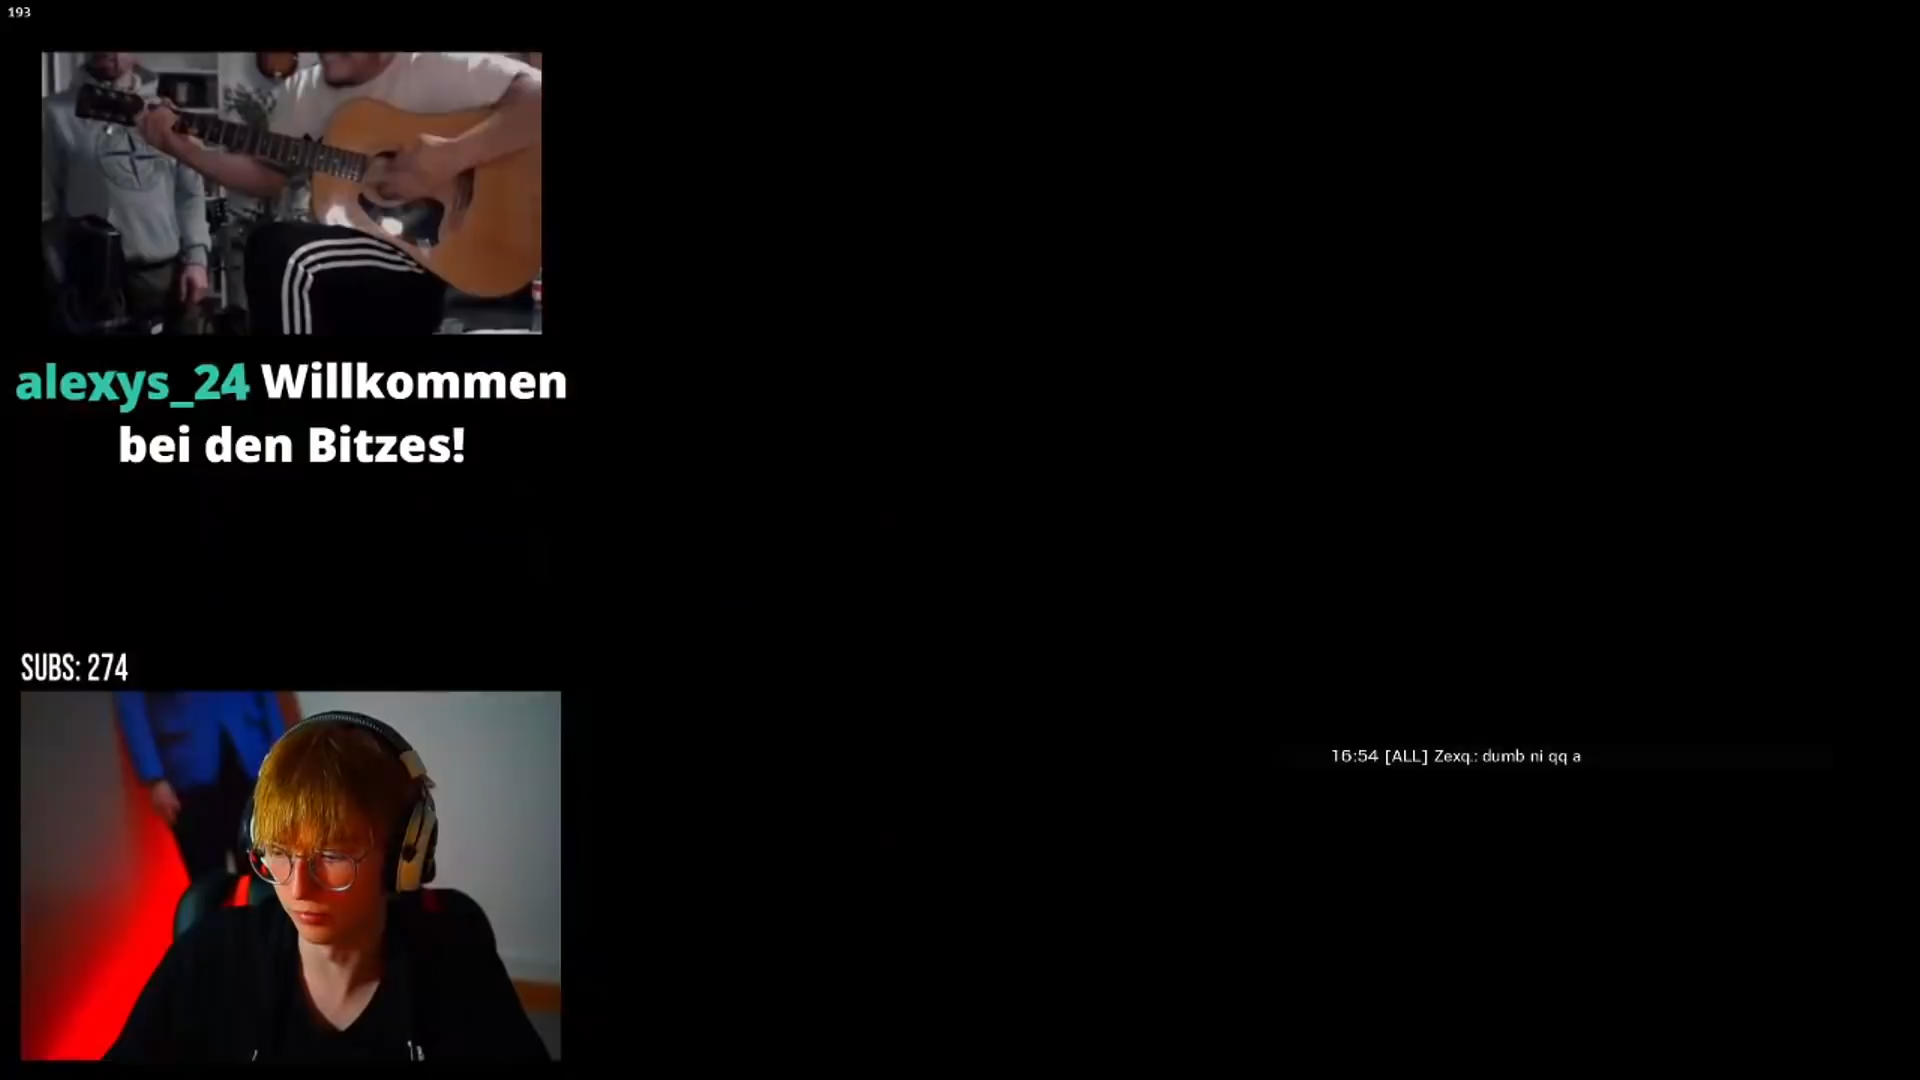 193
alexys_24 Willkommen
bei den Bitzes!
SUBS: 274
16:54 [ALL] Zexq.: dumb ni qq a